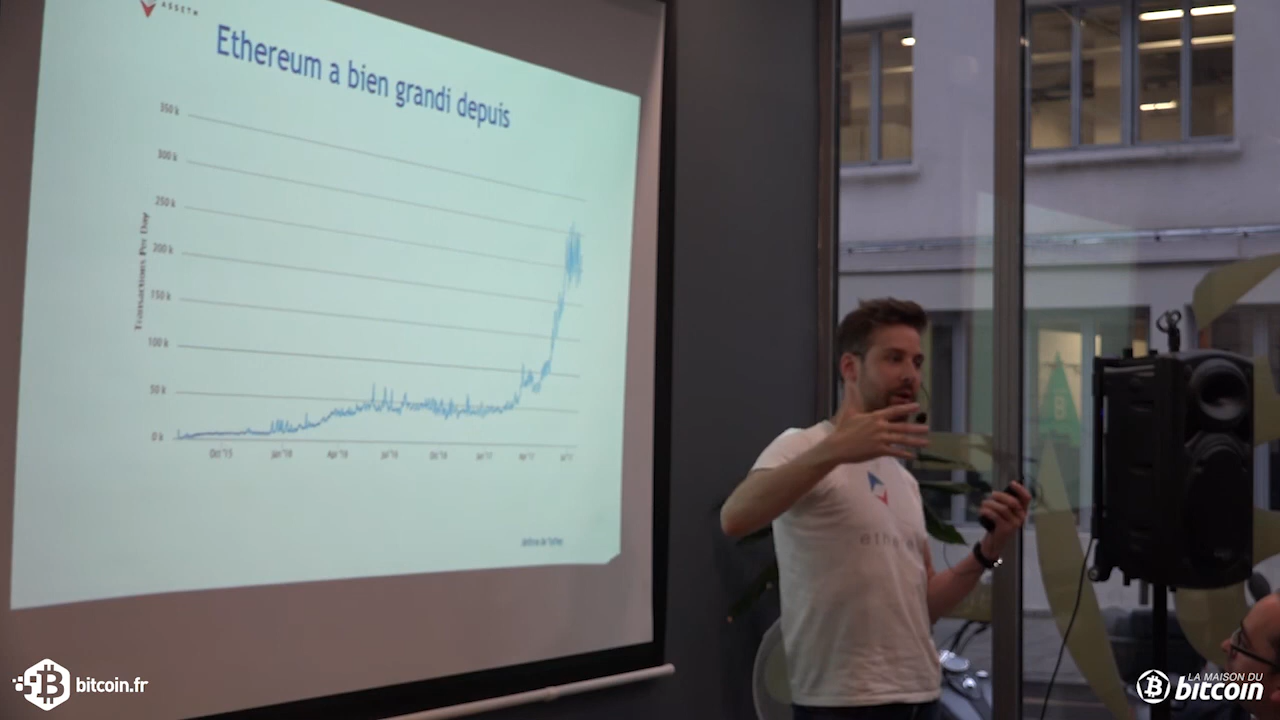 ASSETH
Ethereum a bien grandi depuis
350 k
300 k
250 k
200 k
150 k
100 k
50 k
0 k
Transactions Per Day
Oct '15
Jan '16
Apr '16
Jul '16
Oct '16
Jan '17
Apr '17
Jul '17
B
bitcoin.fr
LA MAISON DU
bitcoin